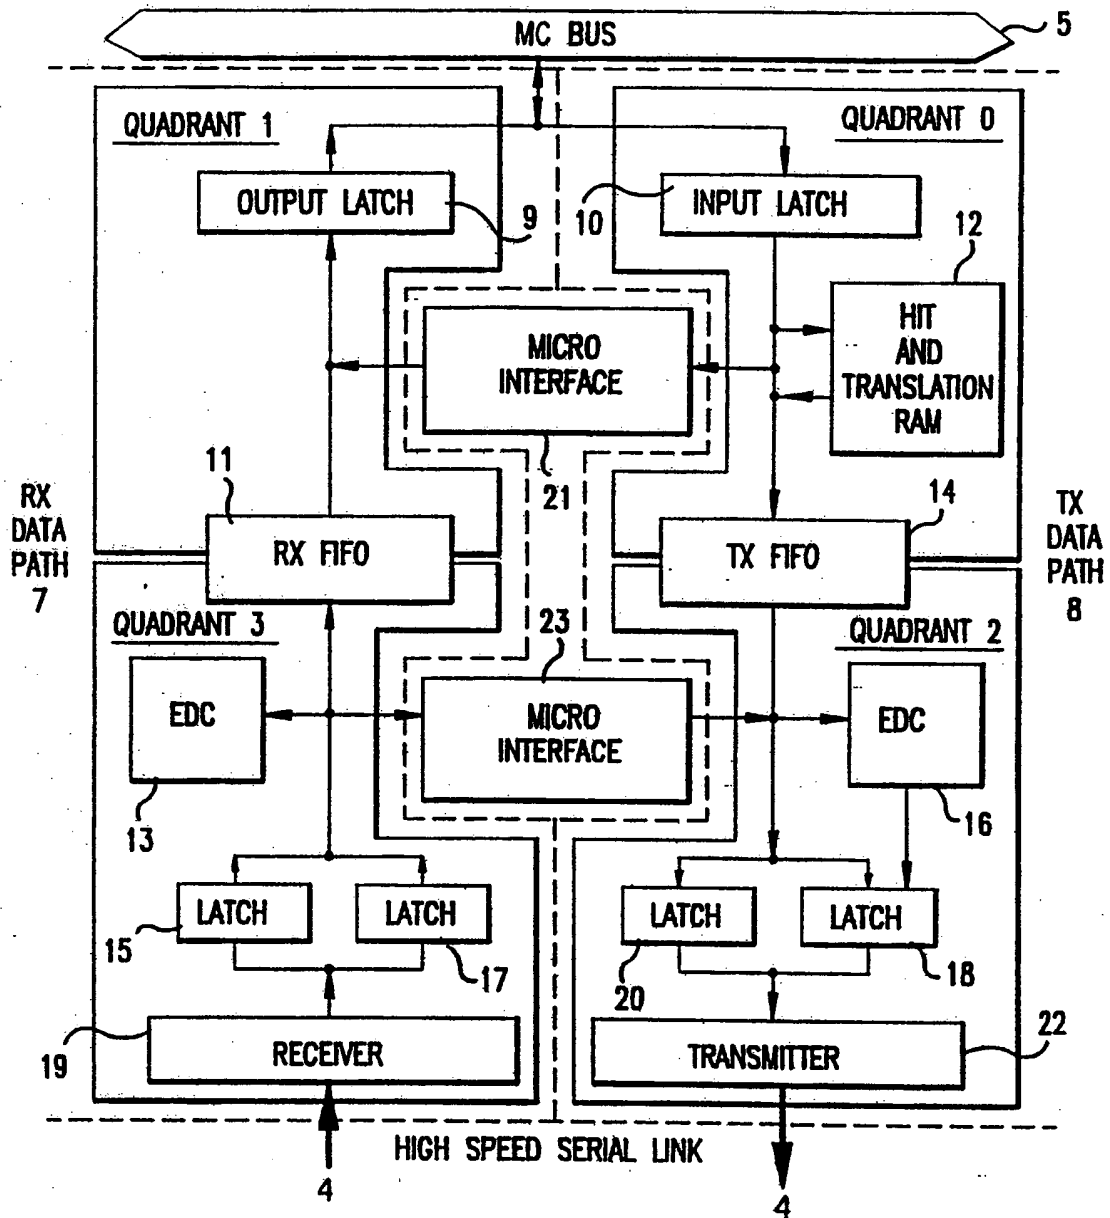 MC BUS
5
QUADRANT 1
QUADRANT 0
OUTPUT LATCH
9
10
INPUT LATCH
12
HIT
AND
TRANSLATION
RAM
MICRO
INTERFACE
21
11
RX
DATA
PATH
7
RX FIFO
14
TX FIFO
TX
DATA
PATH
8
QUADRANT 3
23
QUADRANT 2
EDC
13
MICRO
INTERFACE
EDC
16
LATCH
15
LATCH
17
LATCH
20
LATCH
18
19
RECEIVER
TRANSMITTER
22
HIGH SPEED SERIAL LINK
4
4